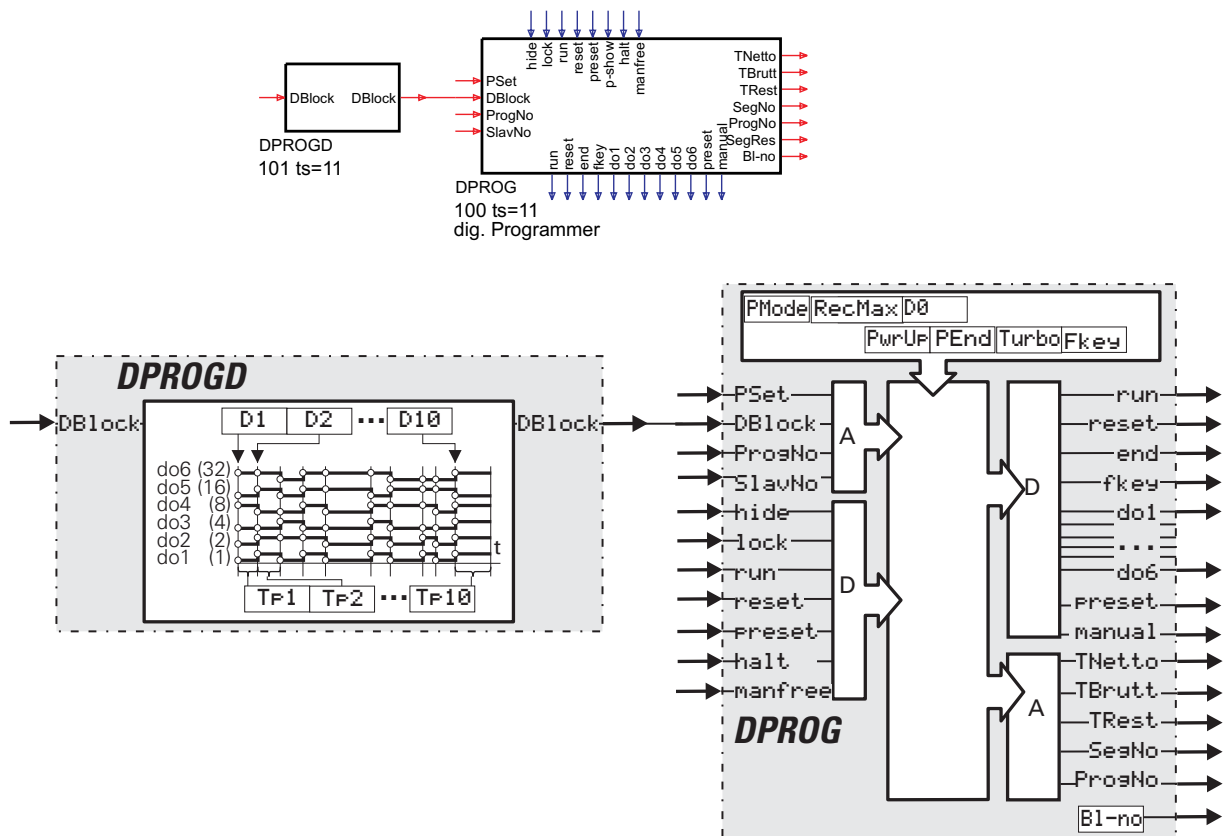 hide
lock
run
reset
preset
p-show
halt
manfree
PSet
DBlock
ProgNo
SlavNo
TNetto
TBrutt
TRest
SegNo
ProgNo
SegRes
Bl-no
run
reset
end
fkey
do1
do2
do3
do4
do5
do6
preset
manual
DBlock DBlock
DPROGD
101 ts=11
DPROG
100 ts=11
dig. Programmer
DPROGD
DBlock
D1 D2 ... D10
do6 (32)
do5 (16)
do4 (8)
do3 (4)
do2 (2)
do1 (1)
t
Tp1 Tp2 ... Tp10
DBlock
PMode RecMax D0
PwrUp PEnd Turbo Fkey
PSet
DBlock
ProgNo
SlavNo
A
hide
lock
run
reset
preset
halt
manfree
D
DPROG
D
run
reset
end
fkey
do1
...
do6
preset
manual
A
TNetto
TBrutt
TRest
SegNo
ProgNo
Bl-no